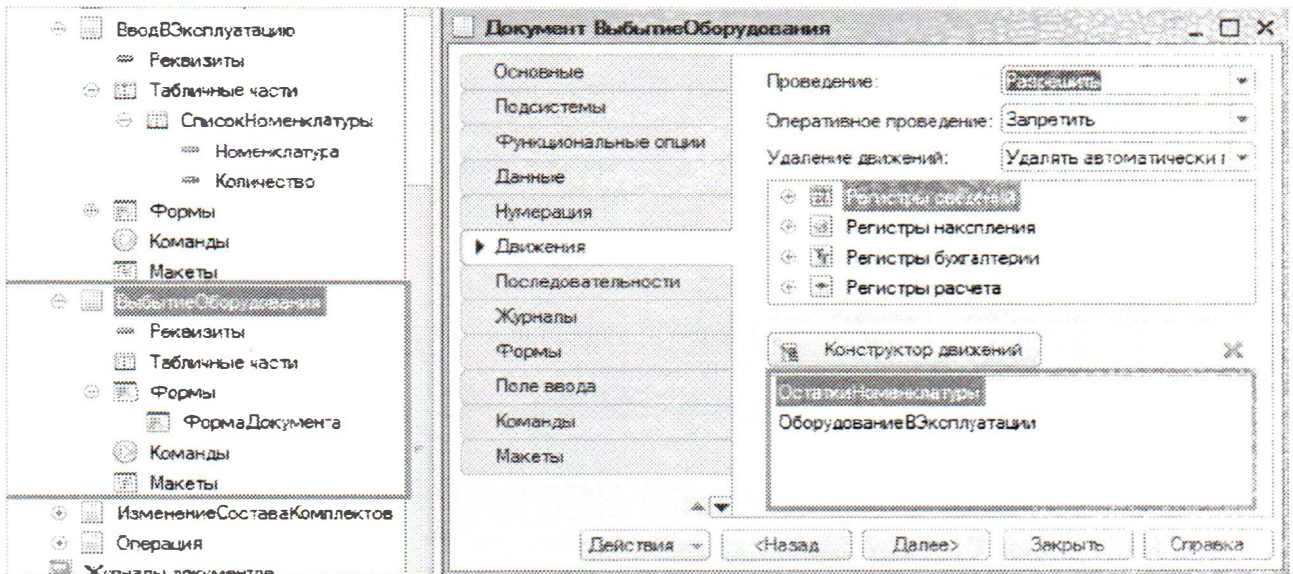 ВводВЭксплуатацию
Реквизиты
Табличные части
СписокНоменклатуры
Номенклатура
Количество
Формы
Команды
Макеты
ВыбытиеОборудования
Реквизиты
Табличные части
Формы
ФормаДокумента
Команды
Макеты
ИзменениеСоставаКомплектов
Операция
Журналы документов
Документ ВыбытиеОборудования
Основные
Подсистемы
Функциональные опции
Данные
Нумерация
Движения
Последовательности
Журналы
Формы
Поле ввода
Команды
Макеты
Проведение: Разрешить
Оперативное проведение: Запретить
Удаление движений: Удалять автоматически г
Регистры сведений
Регистры накопления
Регистры бухгалтерии
Регистры расчета
Конструктор движений
ОстаткиНоменклатуры
ОборудованиеВЭксплуатации
Действия <Назад Далее> Закрыть Справка